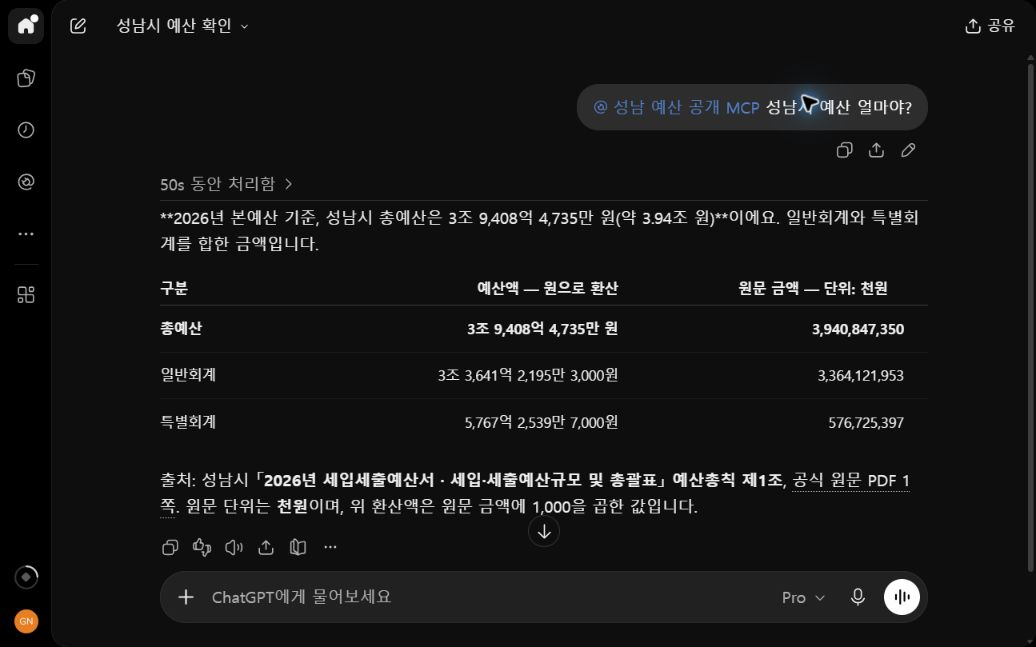 성남시 예산 확인
공유
@ 성남 예산 공개 MCP 성남시 예산 얼마야?
50s 동안 처리함
**2026년 본예산 기준, 성남시 총예산은 3조 9,408억 4,735만 원(약 3.94조 원)**이에요. 일반회계와 특별회
계를 합한 금액입니다.
구분 예산액 — 원으로 환산 원문 금액 — 단위: 천원
총예산 3조 9,408억 4,735만 원 3,940,847,350
일반회계 3조 3,641억 2,195만 3,000원 3,364,121,953
특별회계 5,767억 2,539만 7,000원 576,725,397
출처: 성남시 「2026년 세입세출예산서 · 세입·세출예산규모 및 총괄표」 예산총칙 제1조, 공식 원문 PDF 1
쪽. 원문 단위는 천원이며, 위 환산액은 원문 금액에 1,000을 곱한 값입니다.
ChatGPT에게 물어보세요
Pro
GN